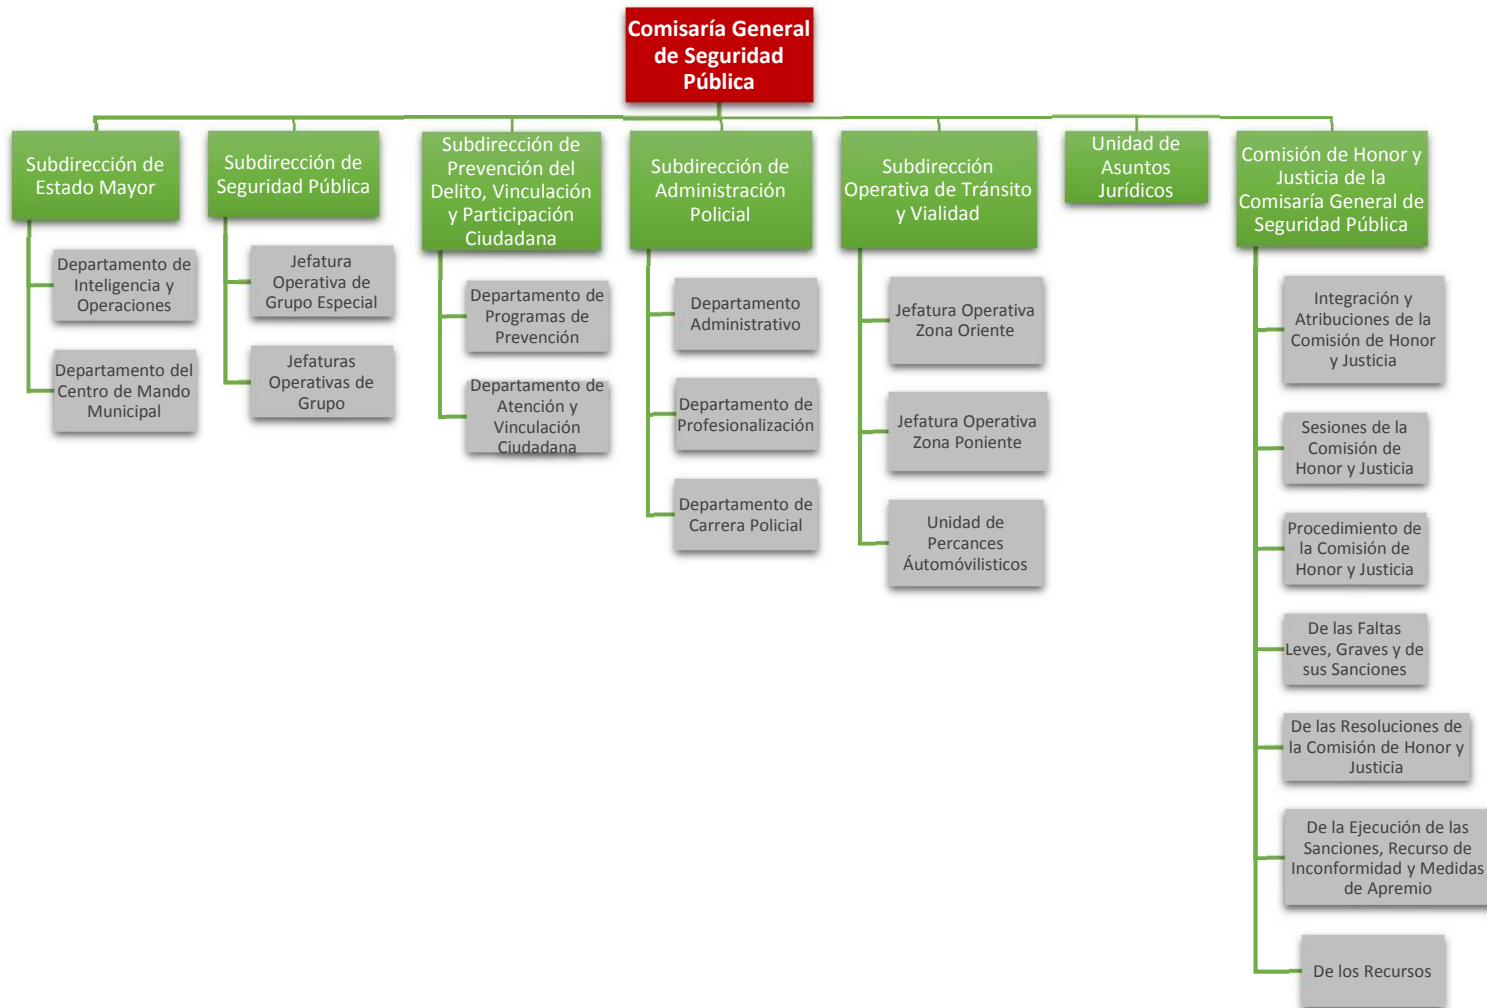 Comisaría General
de Seguridad
Pública
Subdirección de
Estado Mayor
Departamento de
Inteligencia y
Operaciones
Departamento del
Centro de Mando
Municipal
Subdirección de
Seguridad Pública
Jefatura
Operativa de
Grupo Especial
Jefaturas
Operativas de
Grupo
Subdirección de
Prevención del
Delito, Vinculación
y Participación
Ciudadana
Departamento de
Programas de
Prevención
Departamento de
Atención y
Vinculación
Ciudadana
Subdirección de
Administración
Policial
Departamento
Administrativo
Departamento de
Profesionalización
Departamento de
Carrera Policial
Subdirección
Operativa de Tránsito
y Vialidad
Jefatura Operativa
Zona Oriente
Jefatura Operativa
Zona Poniente
Unidad de
Percances
Áutomóvilisticos
Unidad de
Asuntos
Jurídicos
Comisión de Honor y
Justicia de la
Comisaría General de
Seguridad Pública
Integración y
Atribuciones de la
Comisión de Honor
y Justicia
Sesiones de la
Comisión de
Honor y Justicia
Procedimiento de
la Comisión de
Honor y Justicia
De las Faltas
Leves, Graves y de
sus Sanciones
De las Resoluciones de
la Comisión de Honor y
Justicia
De la Ejecución de las
Sanciones, Recurso de
Inconformidad y Medidas
de Apremio
De los Recursos